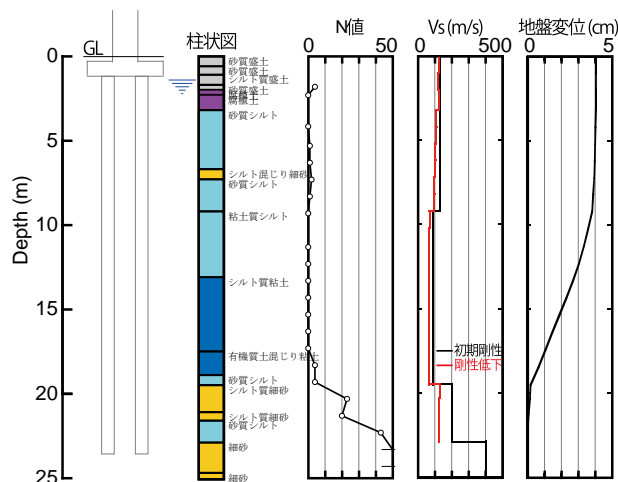 GL
柱状図
N値
Vs (m/s)
地盤変位 (cm)
0 50
0 500
0 5
Depth (m)
0
5
10
15
20
25
砂質盛土
砂質盛土
シルト質盛土
砂質盛土
腐植土
砂質シルト
シルト混じり細砂
砂質シルト
粘土質シルト
シルト質粘土
有機質土混じり粘土
砂質シルト
シルト質細砂
シルト質細砂
砂質シルト
細砂
細砂
初期剛性
剛性低下